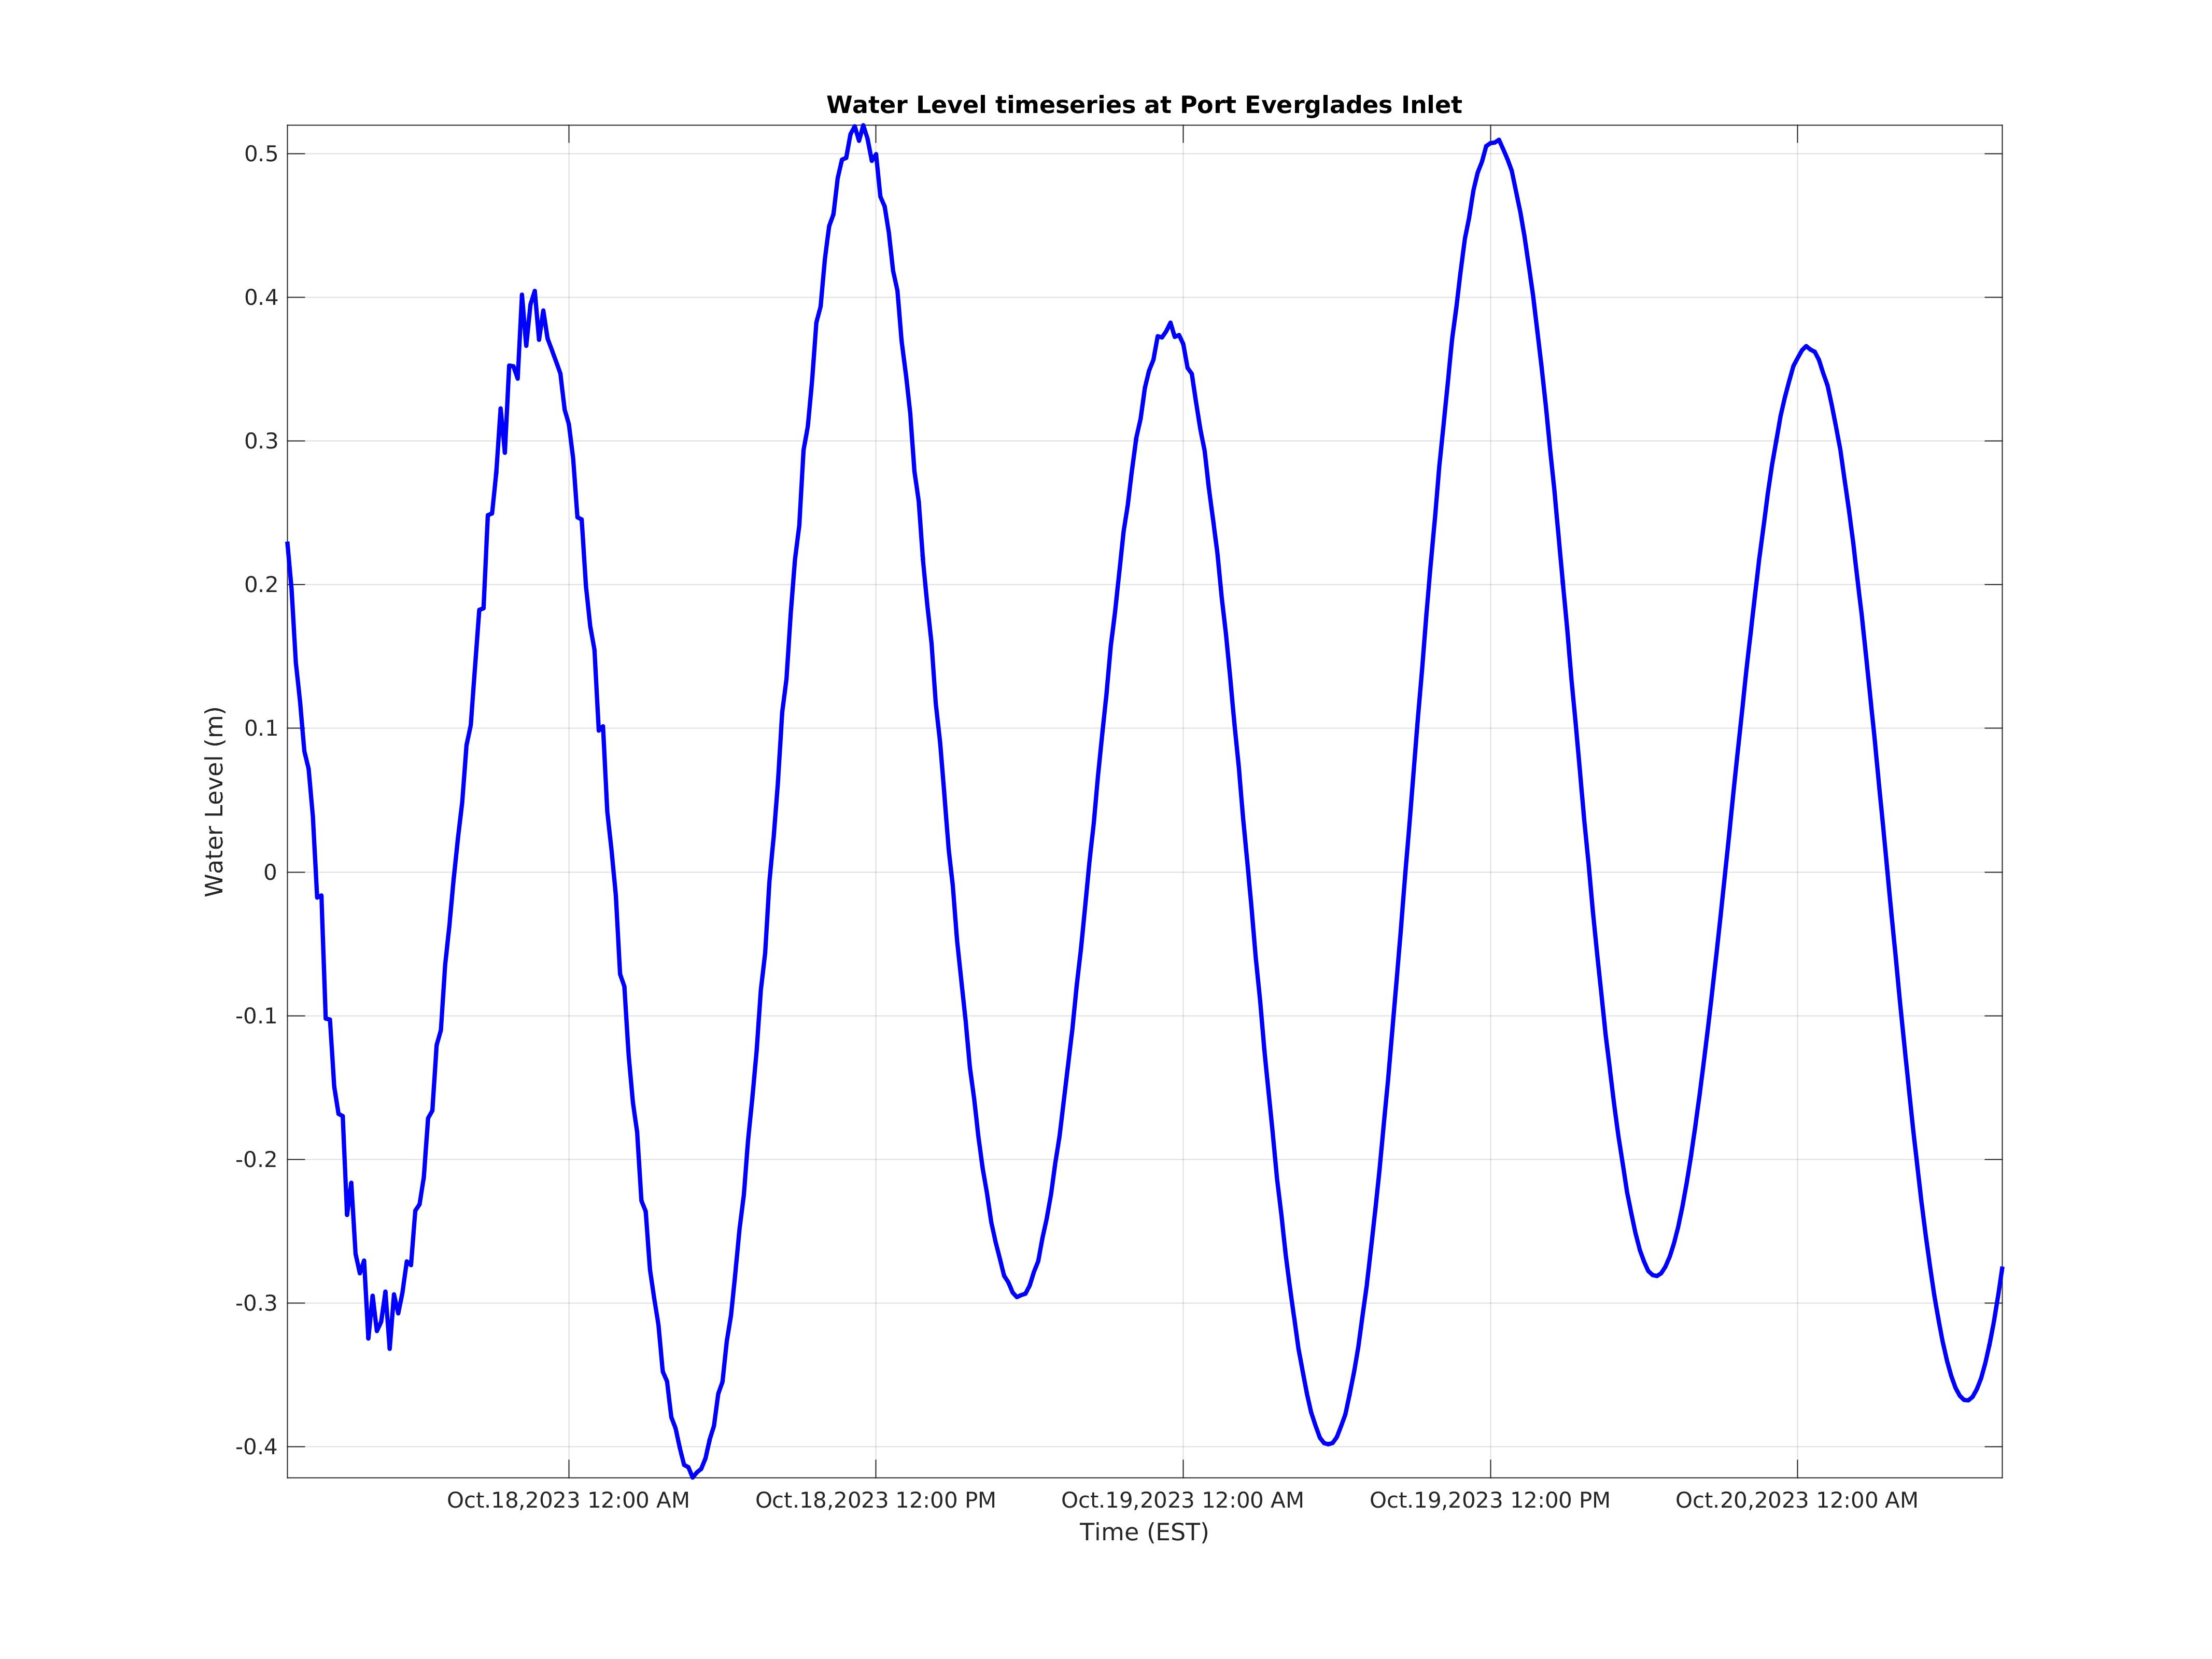 Water Level timeseries at Port Everglades Inlet
0.5
0.4
0.3
0.2
0.1
0
-0.1
-0.2
-0.3
-0.4
Water Level (m)
Oct.18,2023 12:00 AM
Oct.18,2023 12:00 PM
Oct.19,2023 12:00 AM
Oct.19,2023 12:00 PM
Oct.20,2023 12:00 AM
Time (EST)